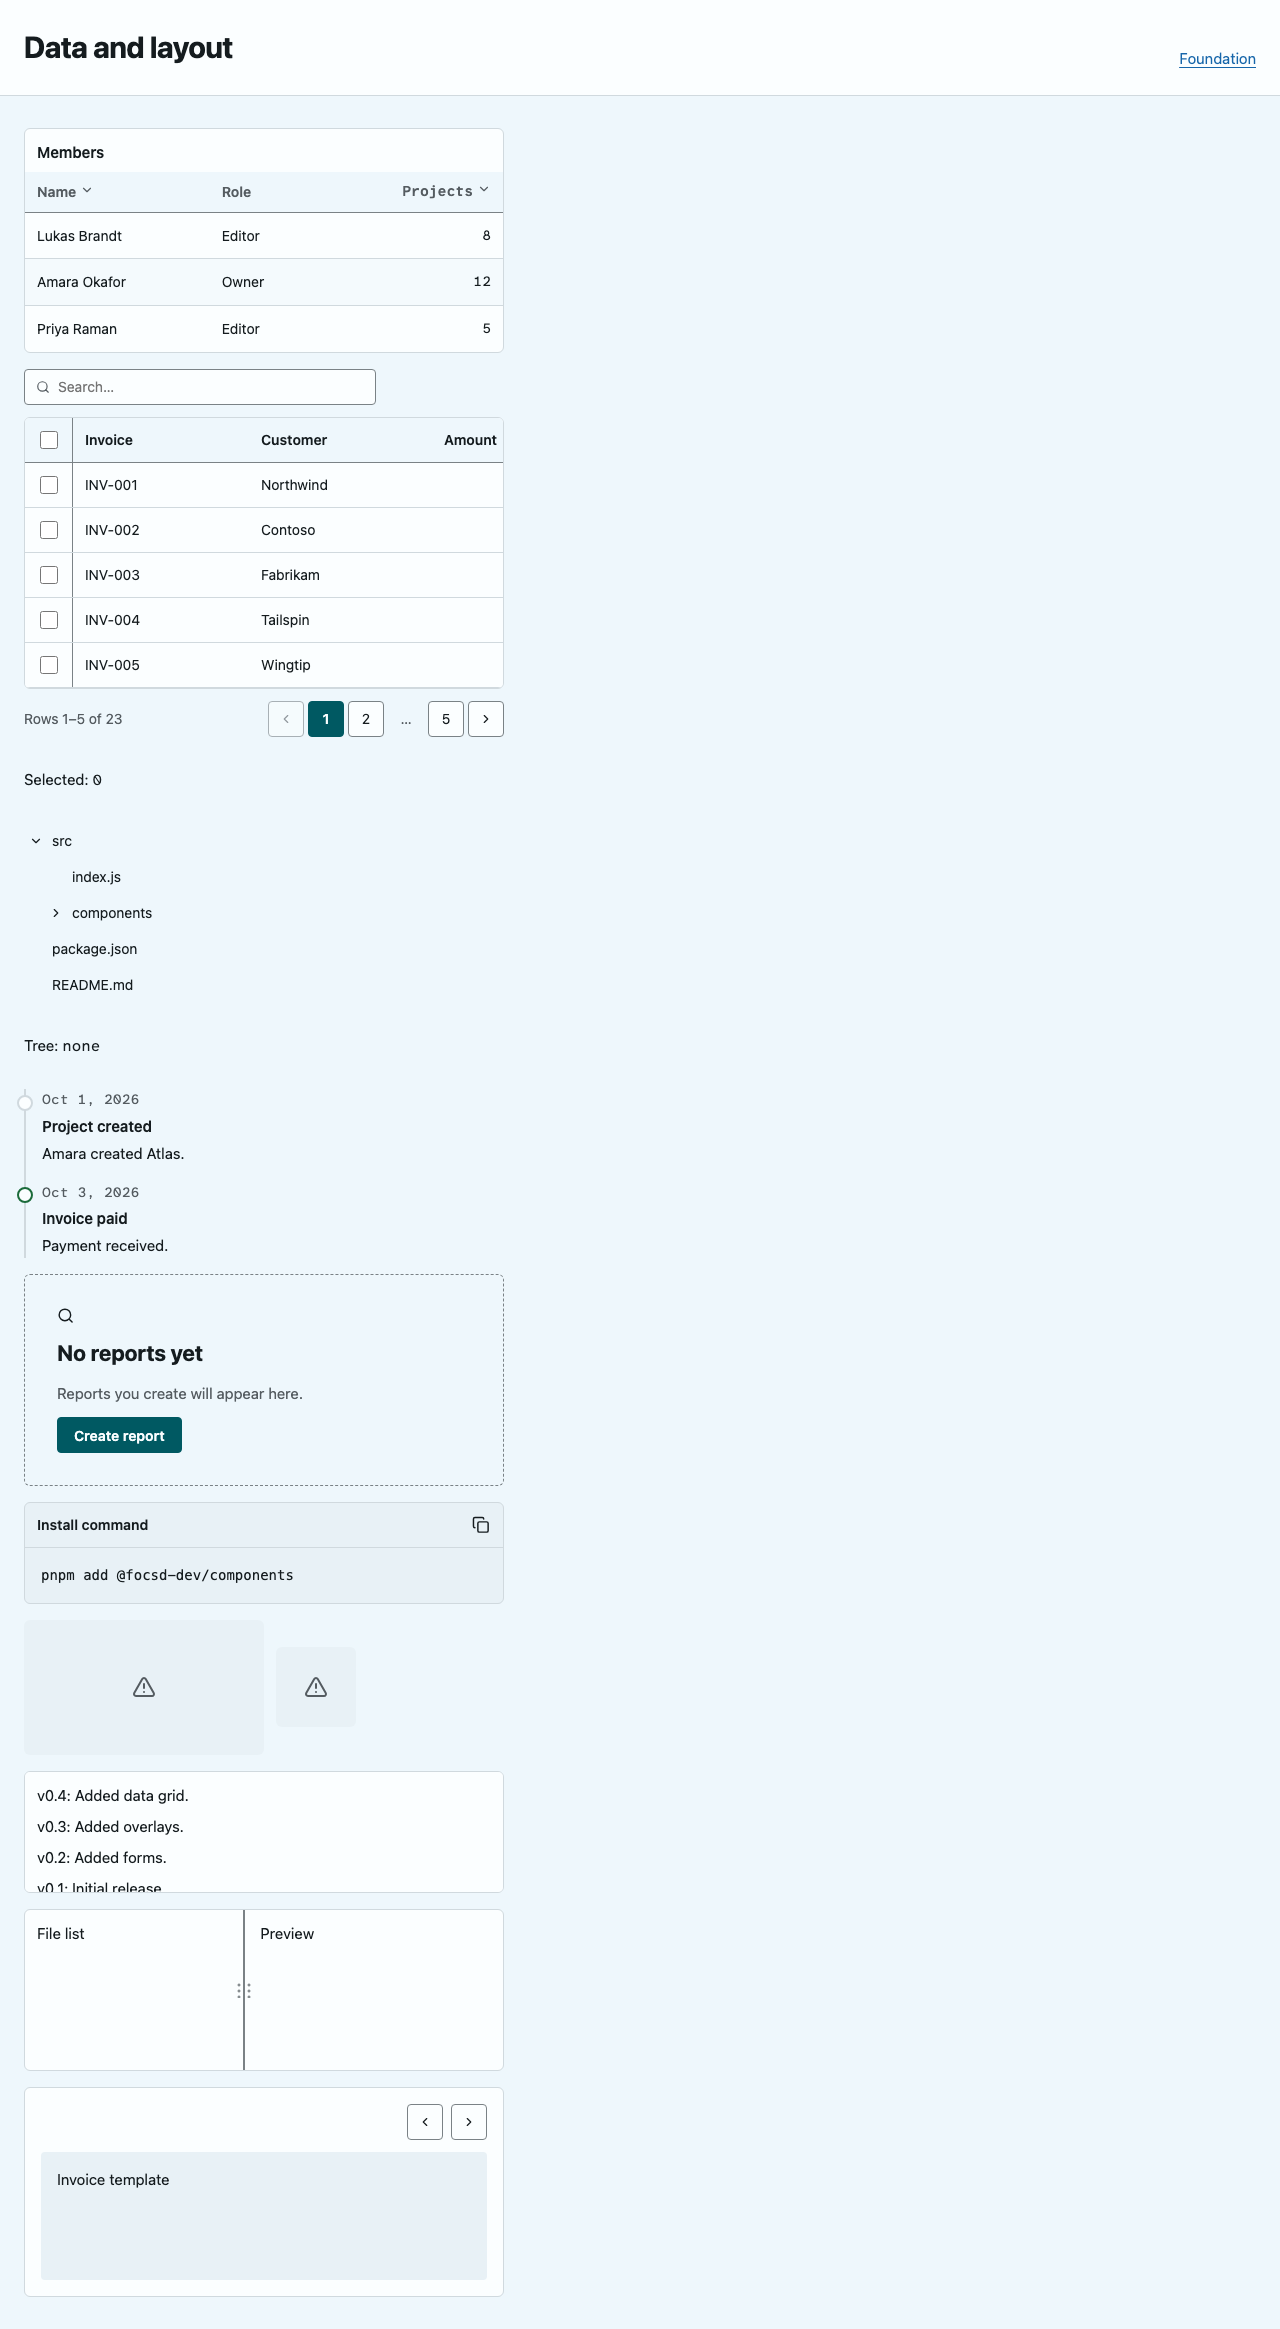 Data and layout
Foundation
Members
Name Role Projects
Lukas Brandt Editor 8
Amara Okafor Owner 12
Priya Raman Editor 5
Search…
Invoice Customer Amount
INV-001 Northwind
INV-002 Contoso
INV-003 Fabrikam
INV-004 Tailspin
INV-005 Wingtip
Rows 1–5 of 23 1 2 … 5
Selected: 0
src
index.js
components
package.json
README.md
Tree: none
Oct 1, 2026
Project created
Amara created Atlas.
Oct 3, 2026
Invoice paid
Payment received.
No reports yet
Reports you create will appear here.
Create report
Install command
pnpm add @focsd-dev/components
v0.4: Added data grid.
v0.3: Added overlays.
v0.2: Added forms.
v0.1: Initial release
File list Preview
Invoice template